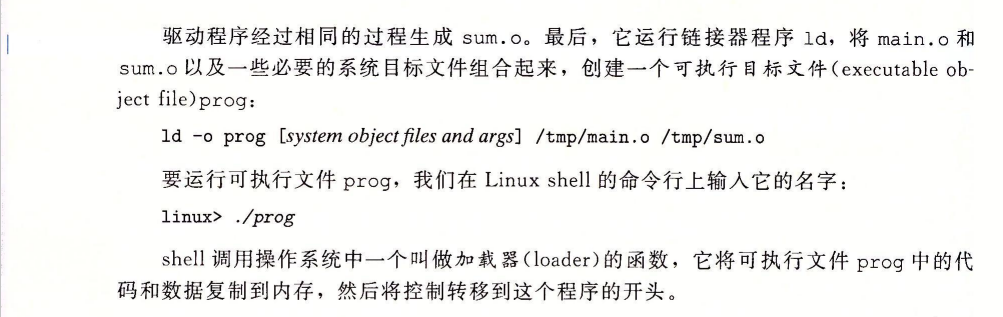 驱动程序经过相同的过程生成 sum.o。最后，它运行链接器程序 ld，将 main.o 和
sum.o 以及一些必要的系统目标文件组合起来，创建一个可执行目标文件(executable ob-
ject file)prog：
ld -o prog [system object files and args] /tmp/main.o /tmp/sum.o
要运行可执行文件 prog，我们在 Linux shell 的命令行上输入它的名字：
linux> ./prog
shell 调用操作系统中一个叫做加载器(loader)的函数，它将可执行文件 prog 中的代
码和数据复制到内存，然后将控制转移到这个程序的开头。